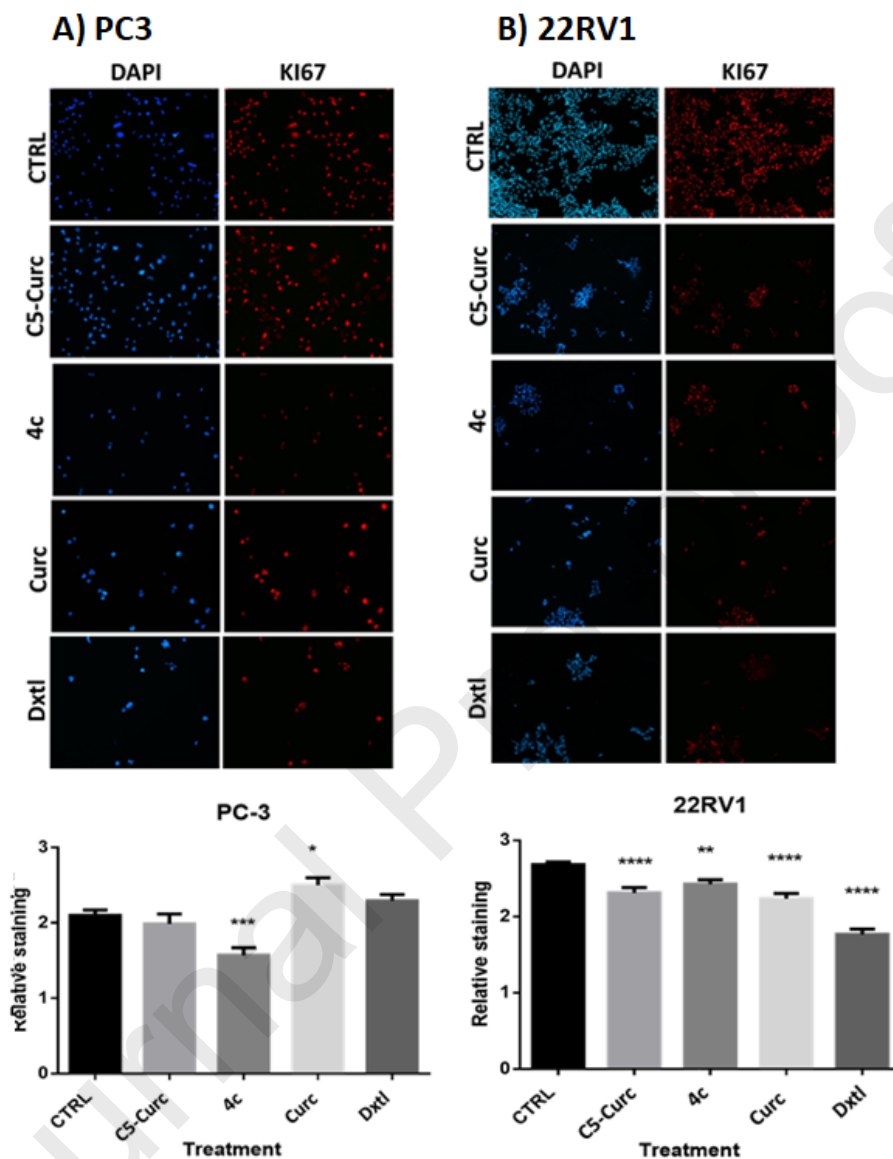 A) PC3
B) 22RV1
DAPI KI67
DAPI KI67
CTRL
C5-Curc
4c
Curc
Dxtl
CTRL
C5-Curc
4c
Curc
Dxtl
PC-3
Relative staining
3
2
1
0
***
*
CTRL
C5-Curc
4c
Curc
Dxtl
Treatment
22RV1
Relative staining
3
2
1
0
****
**
****
****
CTRL
C5-Curc
4c
Curc
Dxtl
Treatment